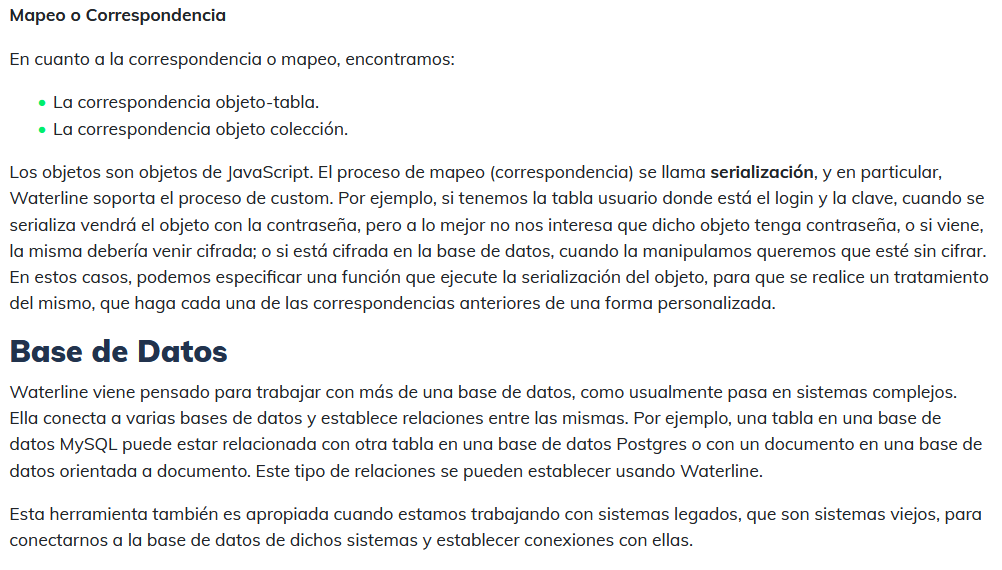 Mapeo o Correspondencia
En cuanto a la correspondencia o mapeo, encontramos:
• La correspondencia objeto-tabla.
• La correspondencia objeto colección.
Los objetos son objetos de JavaScript. El proceso de mapeo (correspondencia) se llama serialización, y en particular,
Waterline soporta el proceso de custom. Por ejemplo, si tenemos la tabla usuario donde está el login y la clave, cuando se
serializa vendrá el objeto con la contraseña, pero a lo mejor no nos interesa que dicho objeto tenga contraseña, o si viene,
la misma debería venir cifrada; o si está cifrada en la base de datos, cuando la manipulamos queremos que esté sin cifrar.
En estos casos, podemos especificar una función que ejecute la serialización del objeto, para que se realice un tratamiento
del mismo, que haga cada una de las correspondencias anteriores de una forma personalizada.
Base de Datos
Waterline viene pensado para trabajar con más de una base de datos, como usualmente pasa en sistemas complejos.
Ella conecta a varias bases de datos y establece relaciones entre las mismas. Por ejemplo, una tabla en una base de
datos MySQL puede estar relacionada con otra tabla en una base de datos Postgres o con un documento en una base de
datos orientada a documento. Este tipo de relaciones se pueden establecer usando Waterline.
Esta herramienta también es apropiada cuando estamos trabajando con sistemas legados, que son sistemas viejos, para
conectarnos a la base de datos de dichos sistemas y establecer conexiones con ellas.